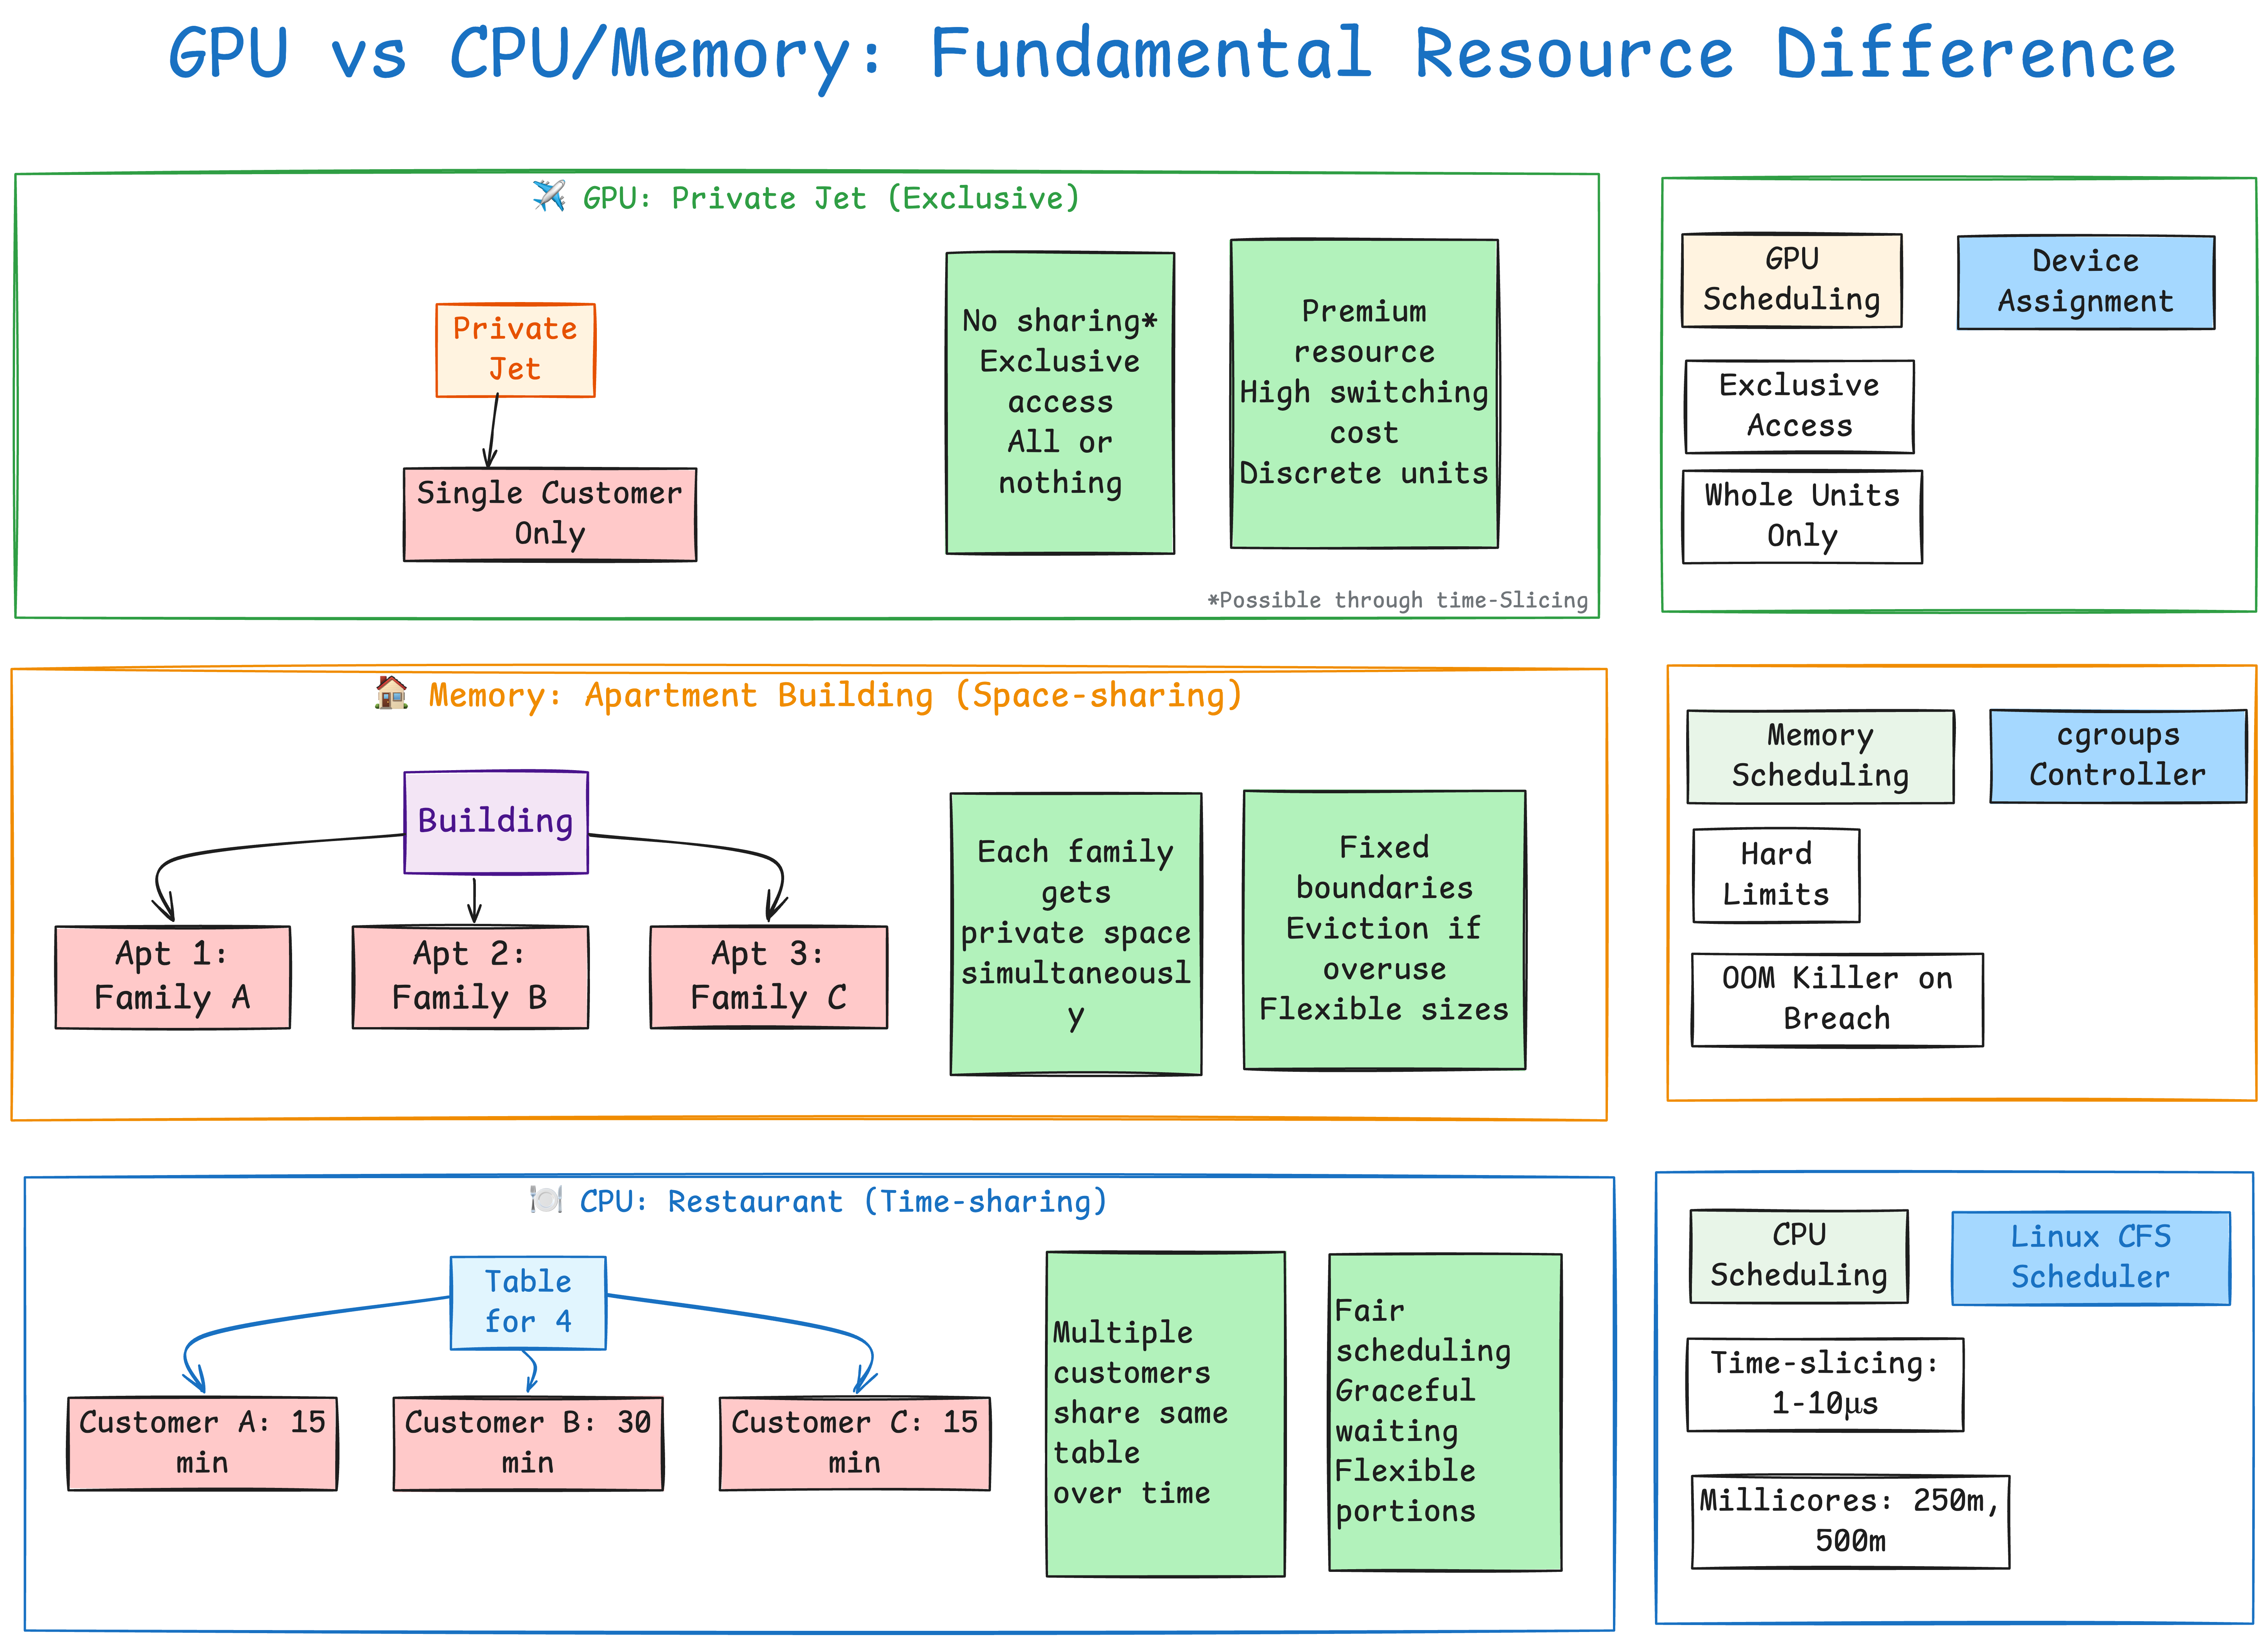 GPU vs CPU/Memory: Fundamental Resource Difference
✈️ GPU: Private Jet (Exclusive)
Private
Jet
Single Customer
Only
No sharing*
Exclusive
access
All or
nothing
Premium
resource
High switching
cost
Discrete units
*Possible through time-Slicing
GPU
Scheduling
Device
Assignment
Exclusive
Access
Whole Units
Only
🏠 Memory: Apartment Building (Space-sharing)
Building
Apt 1:
Family A
Apt 2:
Family B
Apt 3:
Family C
Each family
gets
private space
simultaneousl
y
Fixed
boundaries
Eviction if
overuse
Flexible sizes
Memory
Scheduling
cgroups
Controller
Hard
Limits
OOM Killer on
Breach
🍽️ CPU: Restaurant (Time-sharing)
Table
for 4
Customer A: 15
min
Customer B: 30
min
Customer C: 15
min
Multiple
customers
share same
table
over time
Fair
scheduling
Graceful
waiting
Flexible
portions
CPU
Scheduling
Linux CFS
Scheduler
Time-slicing:
1-10μs
Millicores: 250m,
500m